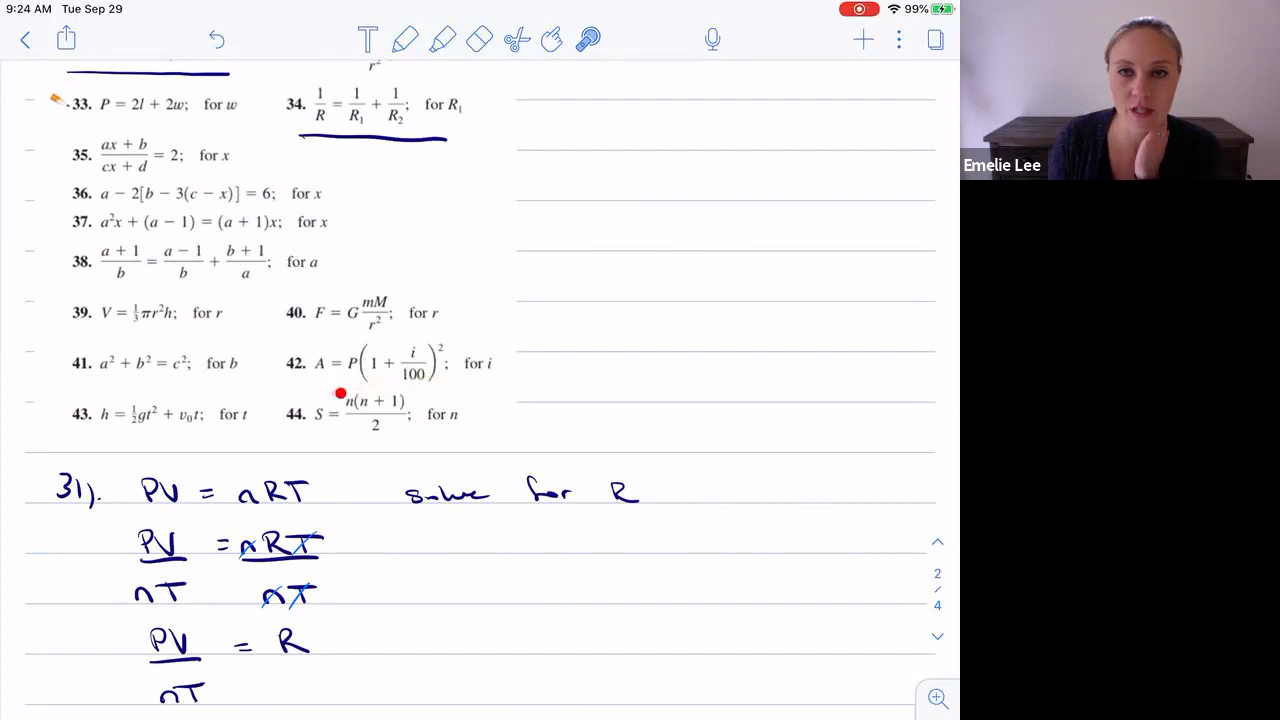 9:24 AM Tue Sep 29
99%
r²
33. P = 2l + 2w; for w
34. 1/R = 1/R₁ + 1/R₂; for R₁
35. (ax + b)/(cx + d) = 2; for x
36. a − 2[b − 3(c − x)] = 6; for x
37. a²x + (a − 1) = (a + 1)x; for x
38. (a + 1)/b = (a − 1)/b + (b + 1)/a; for a
39. V = ⅓πr²h; for r
40. F = G mM/r²; for r
41. a² + b² = c²; for b
42. A = P(1 + i/100)²; for i
43. h = ½gt² + v₀t; for t
44. S = n(n + 1)/2; for n
31). PV = nRT solve for R
PV/nT = nRT/nT
PV/nT = R
2/4
Emelie Lee